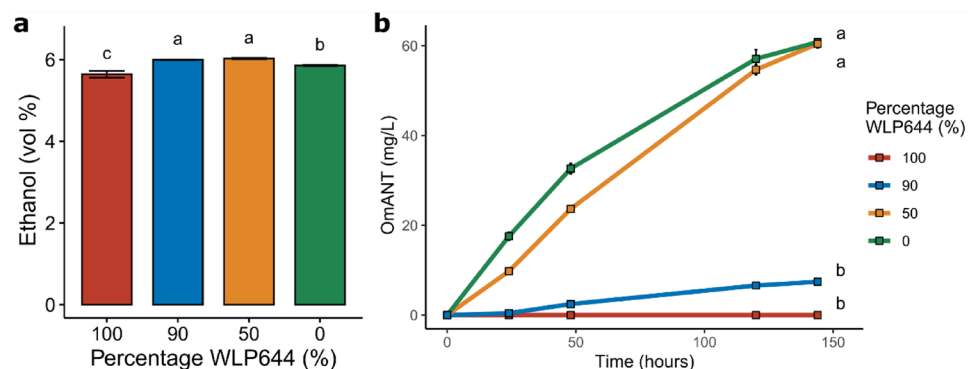 a
Ethanol (vol %)
6
4
2
0
c
a
a
b
100 90 50 0
Percentage WLP644 (%)
b
OmANT (mg/L)
60
40
20
0
a
a
b
b
0 50 100 150
Time (hours)
Percentage
WLP644 (%)
100
90
50
0